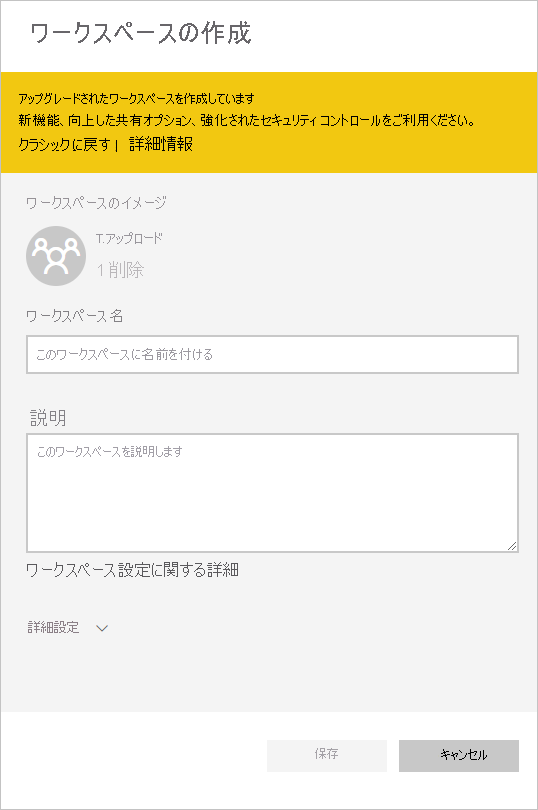 ワークスペースの作成
アップグレードされたワークスペースを作成しています
新機能、向上した共有オプション、強化されたセキュリティコントロールをご利用ください。
クラシックに戻す | 詳細情報
ワークスペースのイメージ
T.アップロード
1 削除
ワークスペース名
このワークスペースに名前を付ける
説明
このワークスペースを説明します
ワークスペース設定に関する詳細
詳細設定
保存
キャンセル